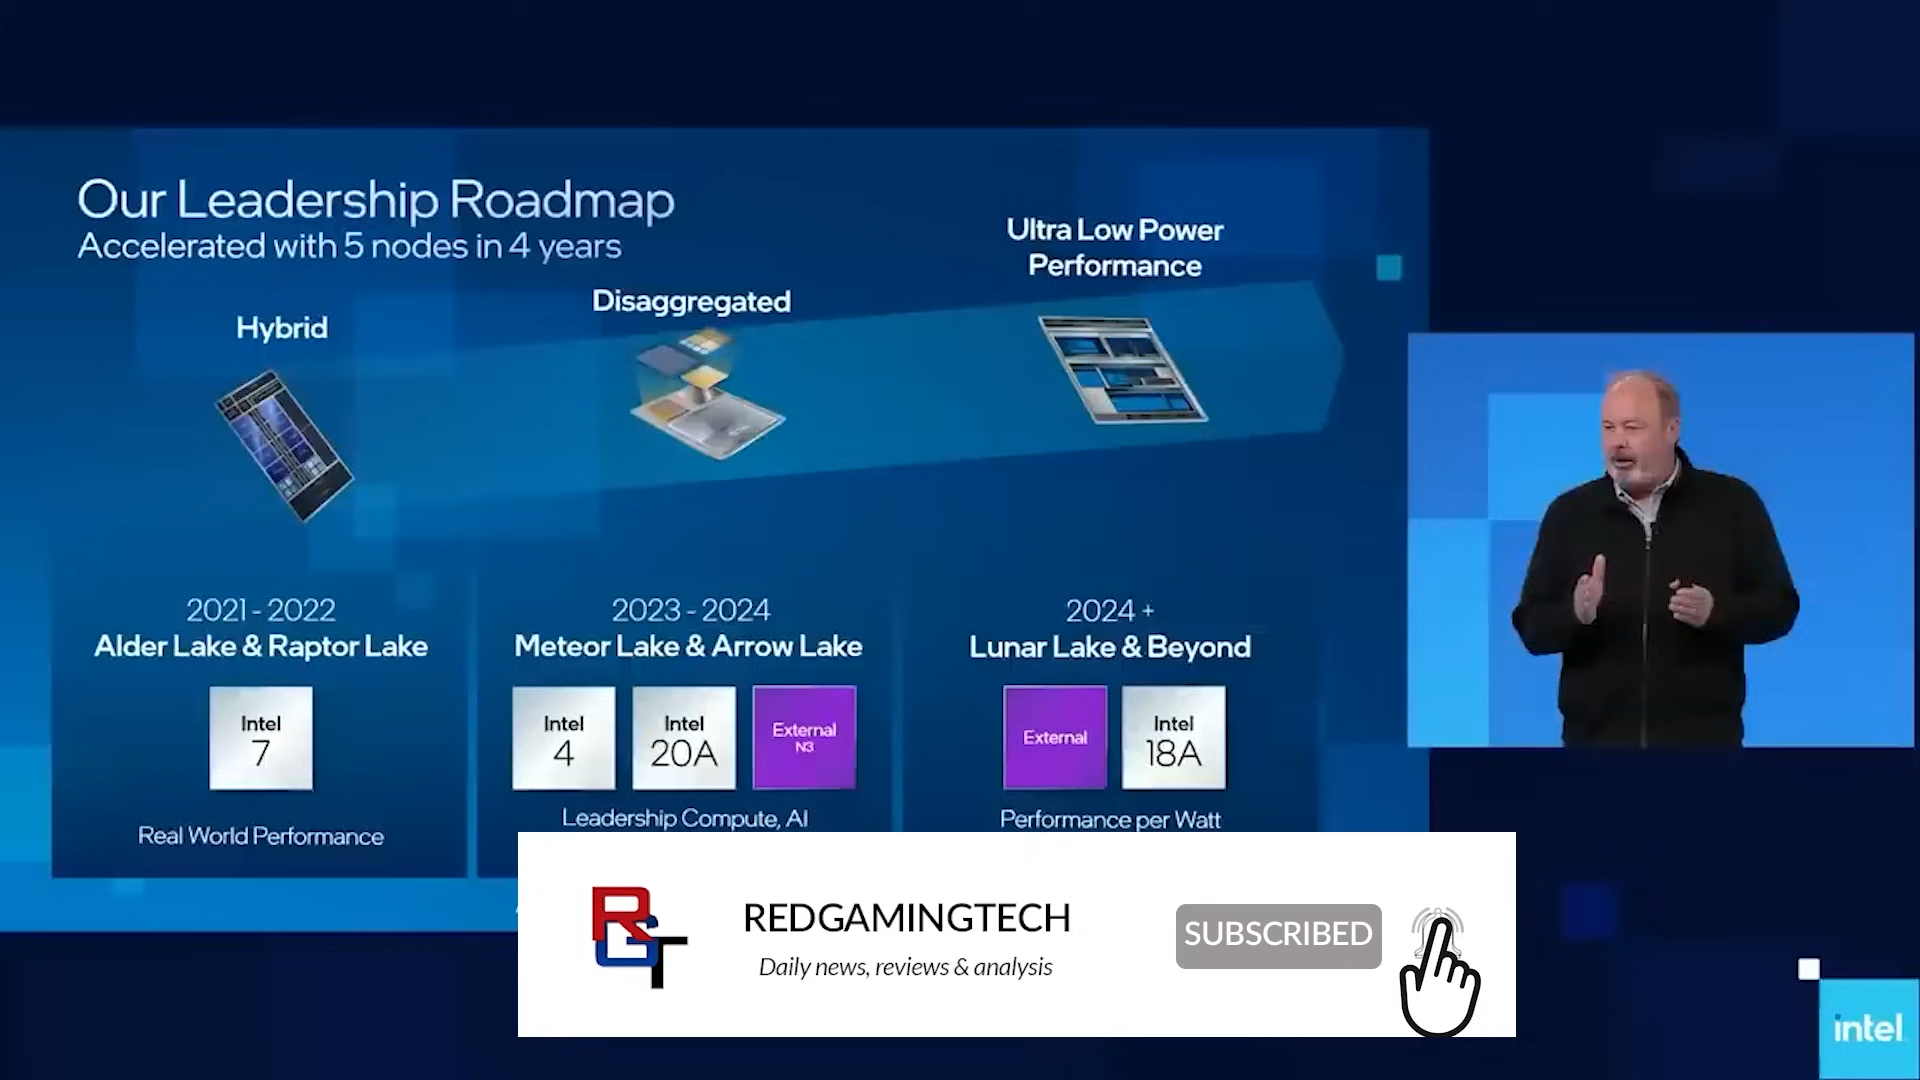 Our Leadership Roadmap
Accelerated with 5 nodes in 4 years
Hybrid
Disaggregated
Ultra Low Power
Performance
2021 - 2022
Alder Lake & Raptor Lake
Intel
7
Real World Performance
2023 - 2024
Meteor Lake & Arrow Lake
Intel
4
Intel
20A
External
N3
Leadership Compute, AI
2024 +
Lunar Lake & Beyond
External
Intel
18A
Performance per Watt
RGT
REDGAMINGTECH
Daily news, reviews & analysis
SUBSCRIBED
intel